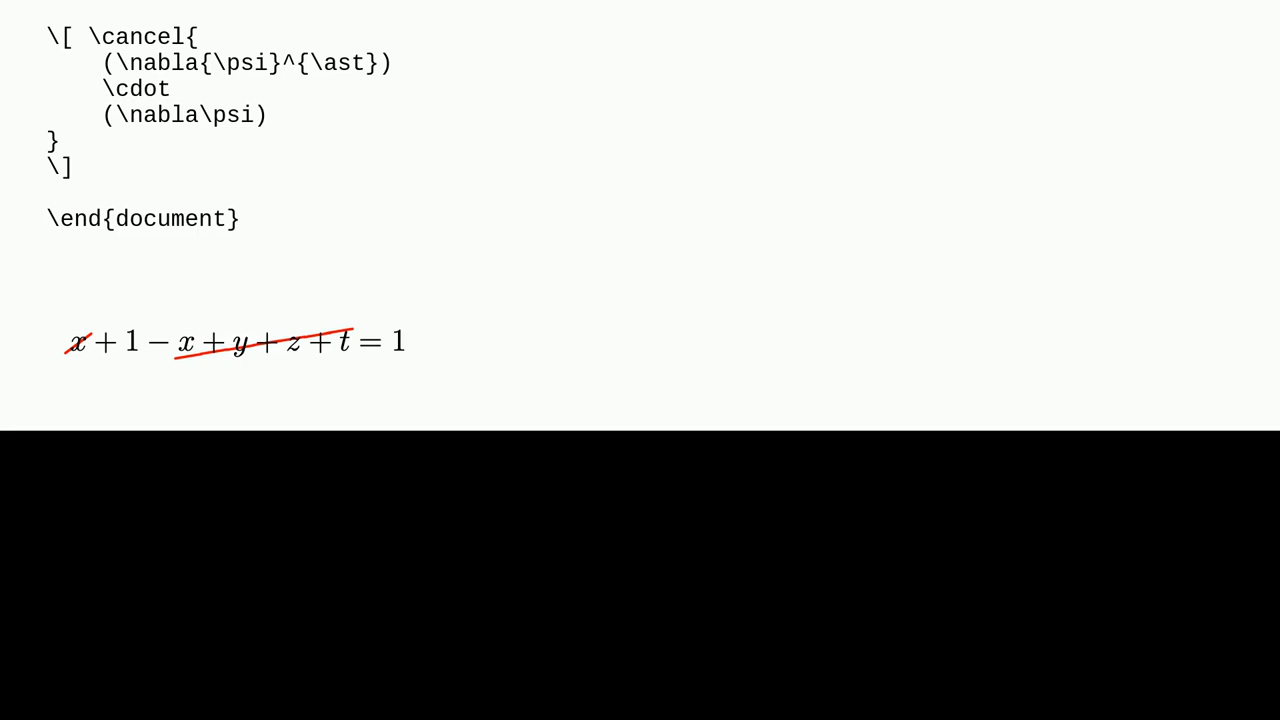 \[ \cancel{
    (\nabla{\psi}^{\ast})
    \cdot
    (\nabla\psi)
}
\]
\end{document}
x + 1 − x + y + z + t = 1